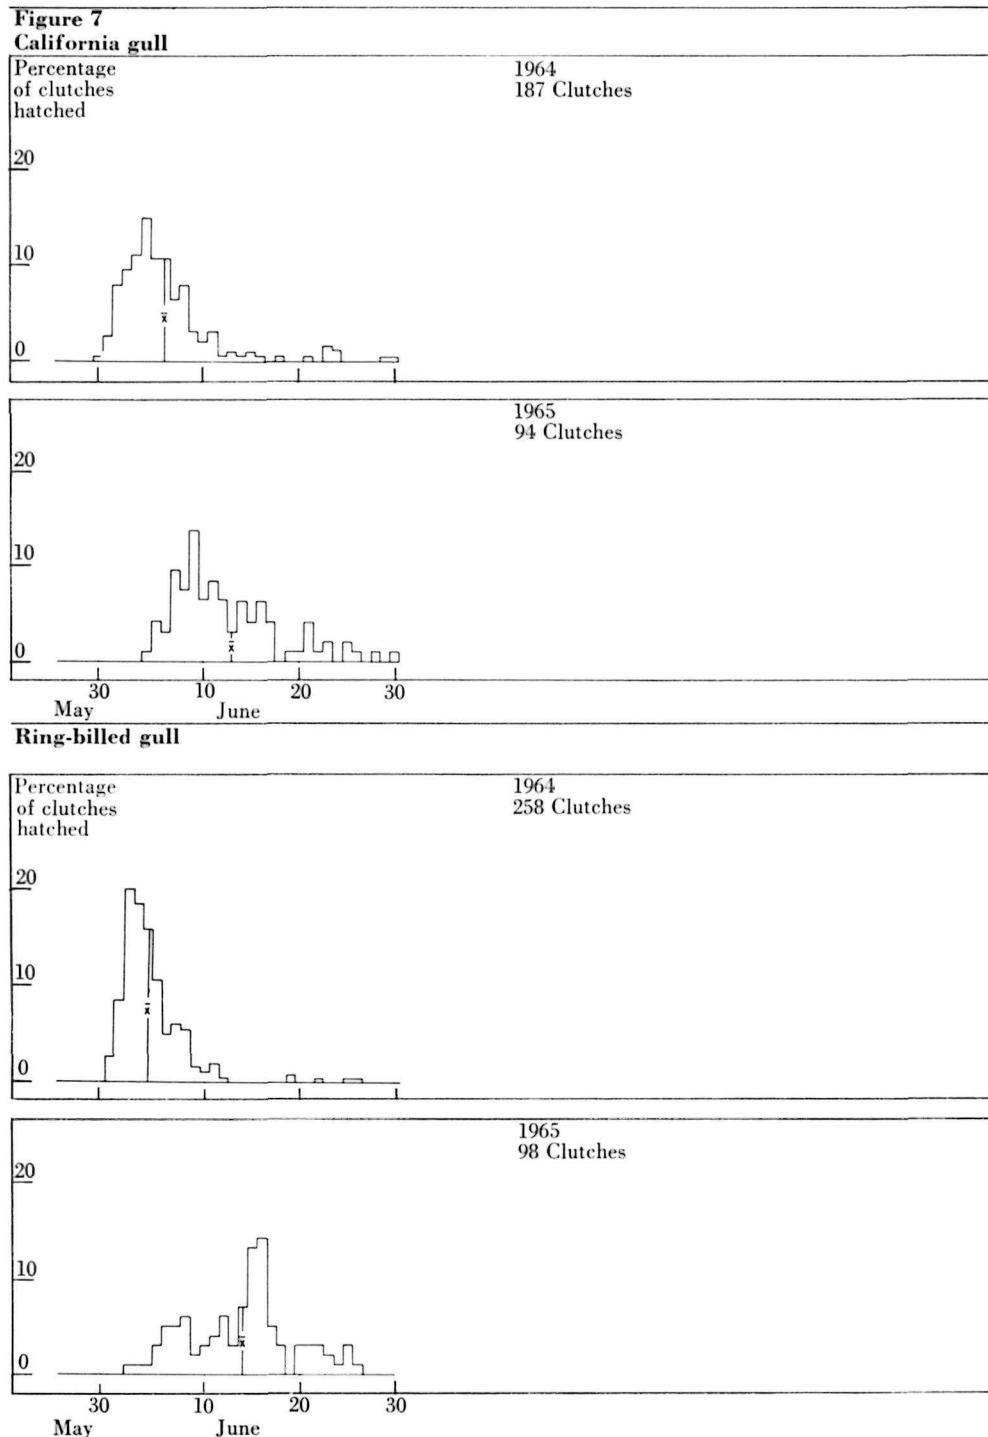 Figure 7
California gull
Percentage
of clutches
hatched
1964
187 Clutches
20
10
x̄
0
1965
94 Clutches
20
10
x̄
0
30 10 20 30
May June
Ring-billed gull
Percentage
of clutches
hatched
1964
258 Clutches
20
10
x̄
0
1965
98 Clutches
20
10
x̄
0
30 10 20 30
May June